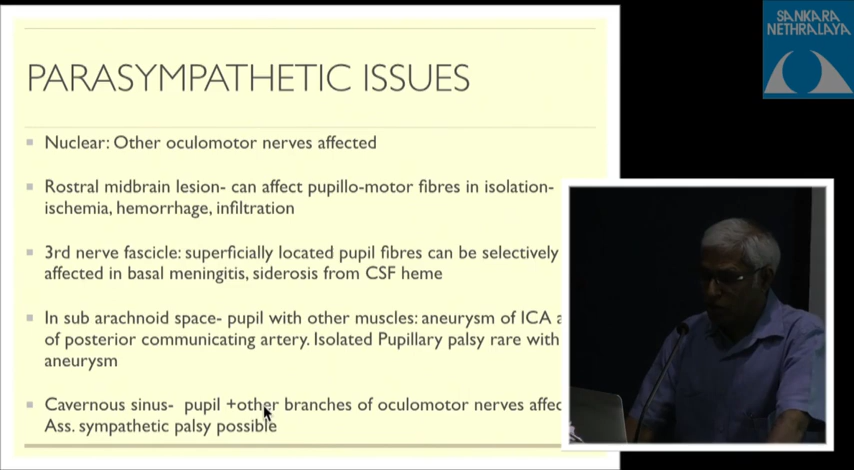 SANKARA
NETHRALAYA
PARASYMPATHETIC ISSUES
Nuclear: Other oculomotor nerves affected
Rostral midbrain lesion- can affect pupillo-motor fibres in isolation-
ischemia, hemorrhage, infiltration
3rd nerve fascicle: superficially located pupil fibres can be selectively
affected in basal meningitis, siderosis from CSF heme
In sub arachnoid space- pupil with other muscles: aneurysm of ICA
of posterior communicating artery. Isolated Pupillary palsy rare with
aneurysm
Cavernous sinus- pupil +other branches of oculomotor nerves
Ass. sympathetic palsy possible